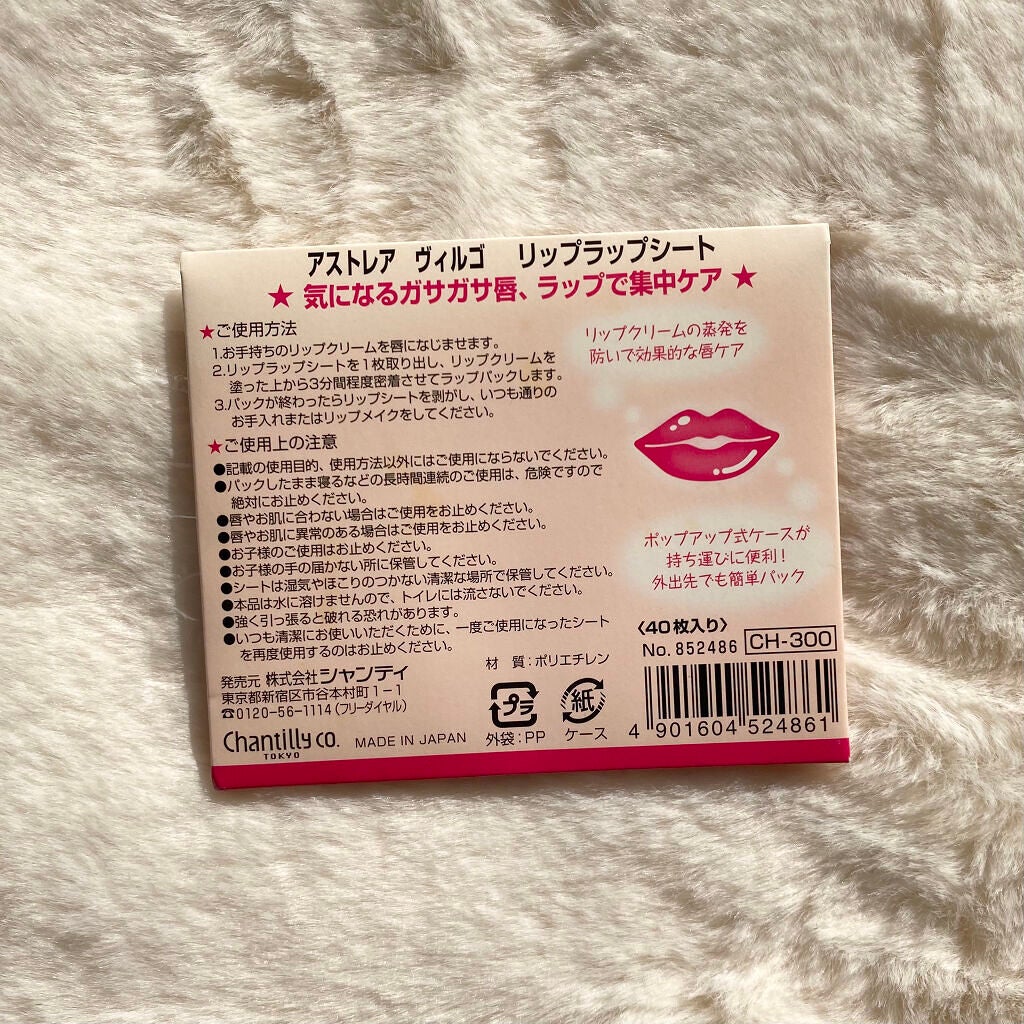 アストレア ヴィルゴ リップラップシート
★ 気になるガサガサ唇、ラップで集中ケア ★
★ご使用方法
1.お手持ちのリップクリームを唇になじませます。
2.リップラップシートを1枚取り出し、リップクリームを
塗った上から3分間程度密着させてラップパックします。
3.パックが終わったらリップシートを剥がし、いつも通りの
お手入れまたはリップメイクをしてください。
★ご使用上の注意
●記載の使用目的、使用方法以外にはご使用にならないでください。
●パックしたまま寝るなどの長時間連続のご使用は、危険ですので
絶対にお止めください。
●唇やお肌に合わない場合はご使用をお止めください。
●唇やお肌に異常のある場合はご使用をお止めください。
●お子様のご使用はお止めください。
●お子様の手の届かない所に保管してください。
●シートは湿気やほこりのつかない清潔な場所で保管してください。
●本品は水に溶けませんので、トイレには流さないでください。
●強く引っ張ると破れる恐れがあります。
●いつも清潔にお使いいただくために、一度ご使用になったシート
を再度使用するのはお止めください。
発売元 株式会社シャンティ
東京都新宿区市谷本村町1-1
☎0120-56-1114(フリーダイヤル)
Chantilly CO.
TOKYO
MADE IN JAPAN
リップクリームの蒸発を
防いで効果的な唇ケア
ポップアップ式ケースが
持ち運びに便利!
外出先でも簡単パック
〈40枚入り〉
No.852486 CH-300
材 質:ポリエチレン
プラ
外袋:PP
紙
ケース
4 901604 524861